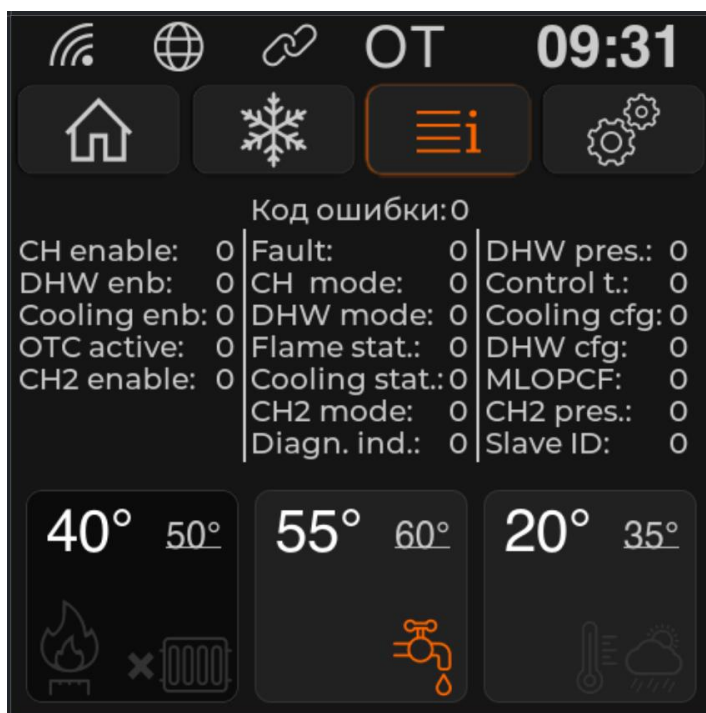 OT 09:31
Код ошибки: 0
CH enable: 0 Fault: 0 DHW pres.: 0
DHW enb: 0 CH mode: 0 Control t.: 0
Cooling enb: 0 DHW mode: 0 Cooling cfg: 0
OTC active: 0 Flame stat.: 0 DHW cfg: 0
CH2 enable: 0 Cooling stat.: 0 MLOPCF: 0
CH2 mode: 0 CH2 pres.: 0
Diagn. ind.: 0 Slave ID: 0
40° 50° 55° 60° 20° 35°